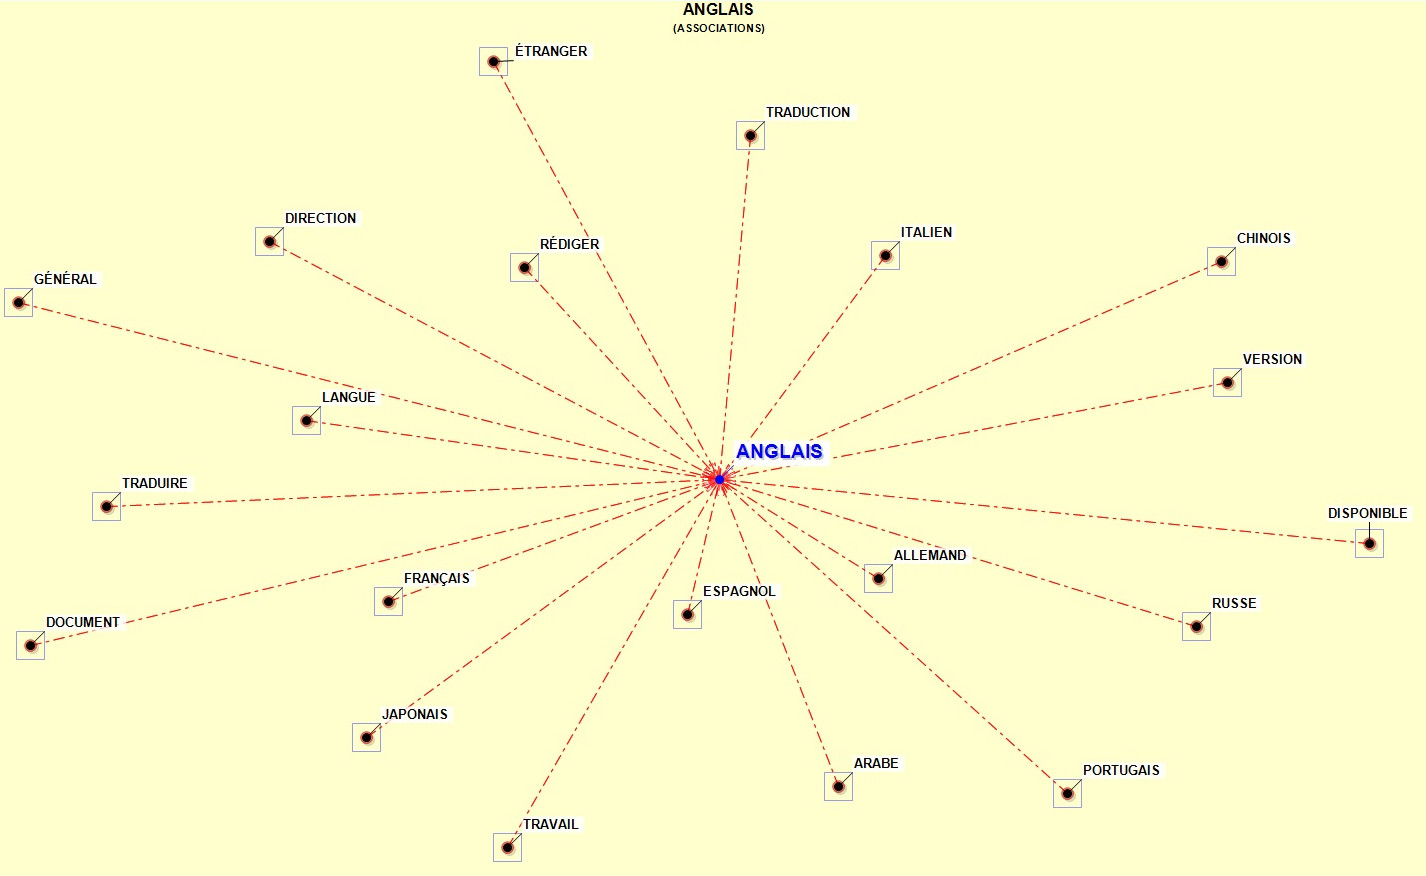 ANGLAIS
(ASSOCIATIONS)
ÉTRANGER
TRADUCTION
DIRECTION
RÉDIGER
ITALIEN
CHINOIS
GÉNÉRAL
VERSION
LANGUE
ANGLAIS
TRADUIRE
DISPONIBLE
ALLEMAND
FRANÇAIS
ESPAGNOL
RUSSE
DOCUMENT
JAPONAIS
ARABE
PORTUGAIS
TRAVAIL